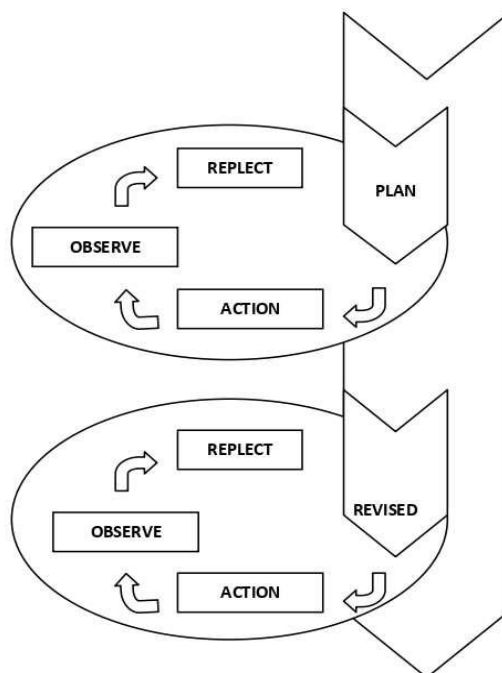 REPLECT
PLAN
OBSERVE
ACTION
REPLECT
REVISED
OBSERVE
ACTION